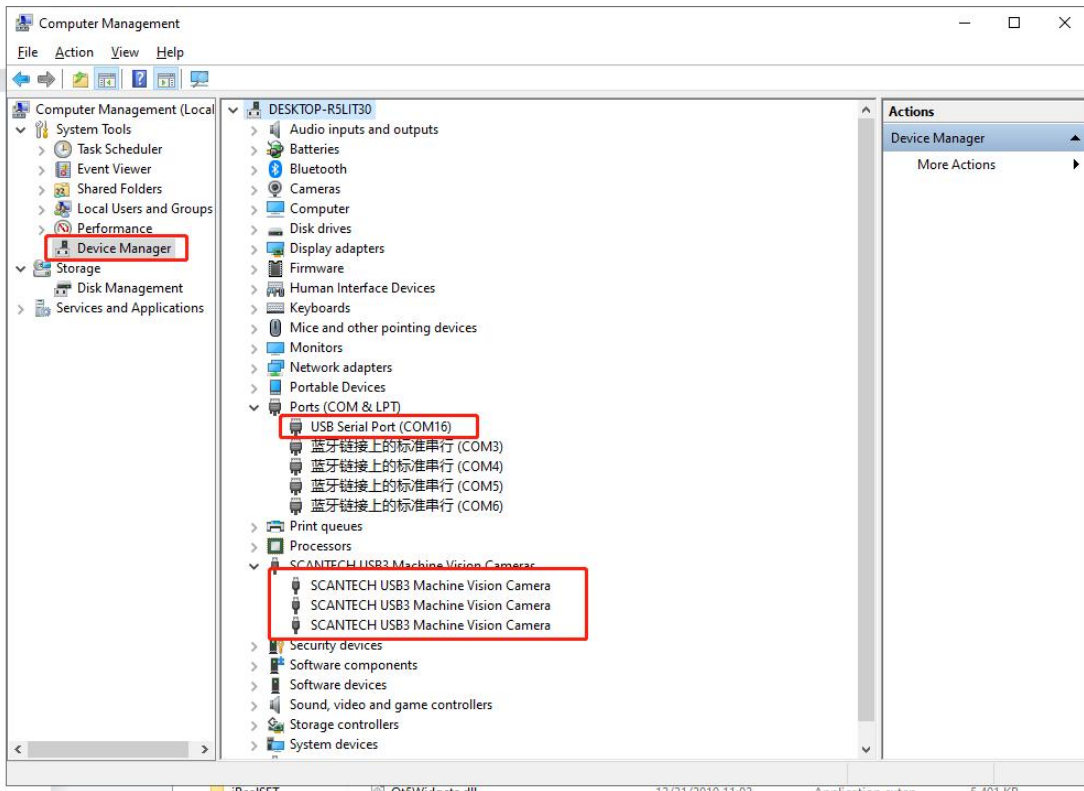 Computer Management
File Action View Help
Computer Management (Local
System Tools
Task Scheduler
Event Viewer
Shared Folders
Local Users and Groups
Performance
Device Manager
Storage
Disk Management
Services and Applications
DESKTOP-R5LIT30
Audio inputs and outputs
Batteries
Bluetooth
Cameras
Computer
Disk drives
Display adapters
Firmware
Human Interface Devices
Keyboards
Mice and other pointing devices
Monitors
Network adapters
Portable Devices
Ports (COM & LPT)
USB Serial Port (COM16)
蓝牙链接上的标准串行 (COM3)
蓝牙链接上的标准串行 (COM4)
蓝牙链接上的标准串行 (COM5)
蓝牙链接上的标准串行 (COM6)
Print queues
Processors
SCANTECH USB3 Machine Vision Cameras
SCANTECH USB3 Machine Vision Camera
SCANTECH USB3 Machine Vision Camera
SCANTECH USB3 Machine Vision Camera
Security devices
Software components
Software devices
Sound, video and game controllers
Storage controllers
System devices
Actions
Device Manager
More Actions